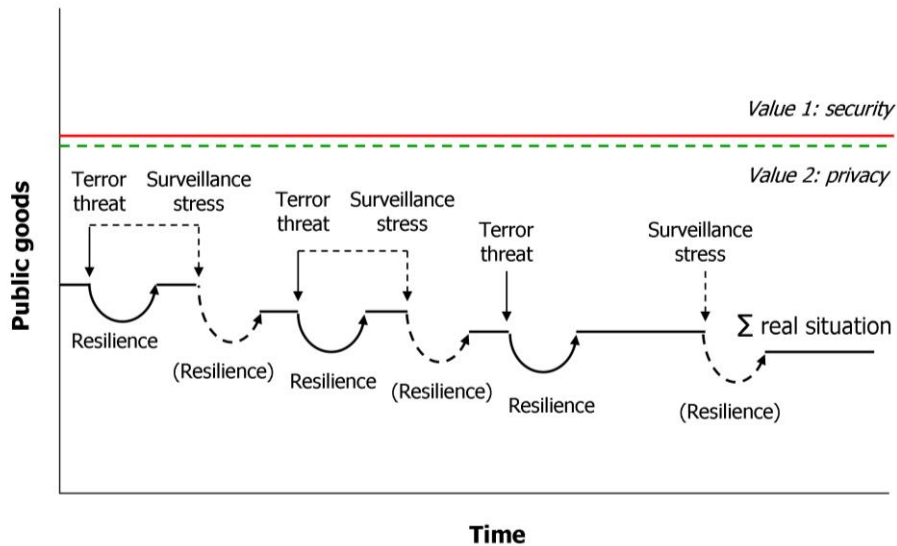 Value 1: security
Value 2: privacy
Terror
threat
Surveillance
stress
Terror
threat
Surveillance
stress
Terror
threat
Surveillance
stress
Public goods
Σ real situation
Resilience
(Resilience)
Resilience
(Resilience)
Resilience
(Resilience)
Time